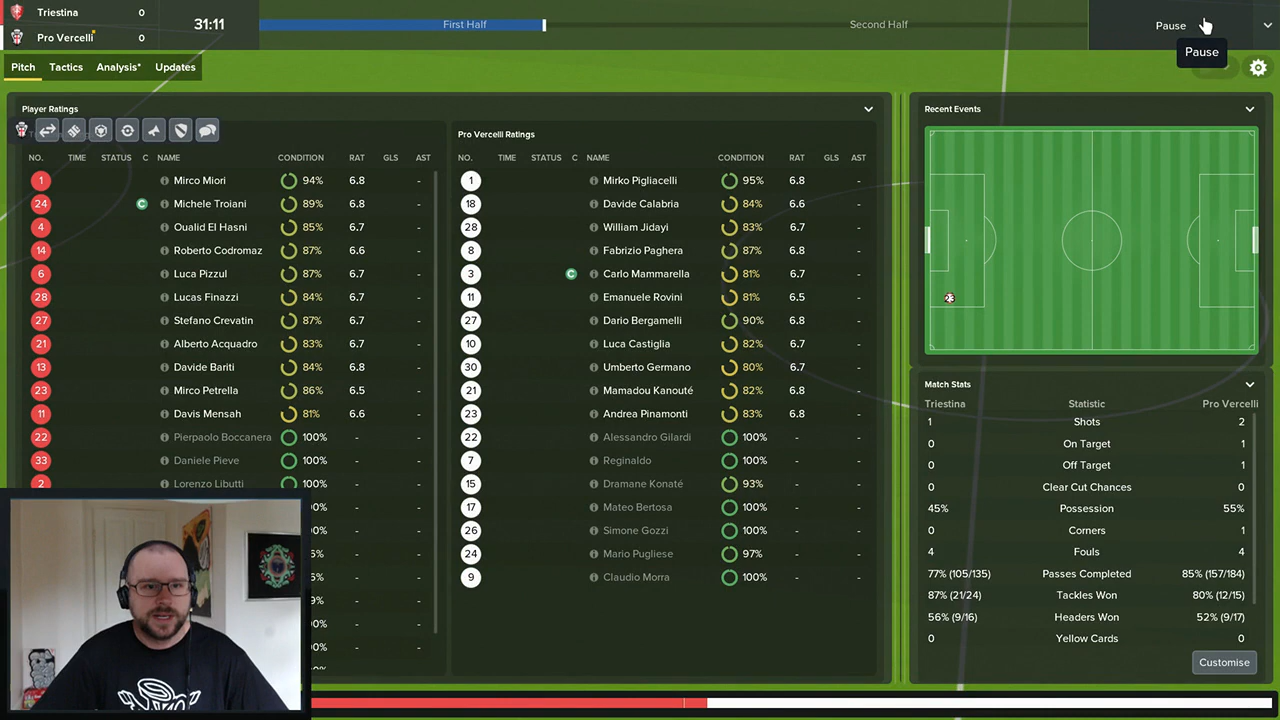 Triestina 0
Pro Vercelli 0
31:11
First Half
Second Half
Pause
Pause
Pitch Tactics Analysis* Updates
Player Ratings
NO. TIME STATUS C NAME CONDITION RAT GLS AST
1 Mirco Miori 94% 6.8 -
24 C Michele Troiani 89% 6.8 -
4 Oualid El Hasni 85% 6.7 -
14 Roberto Codromaz 87% 6.6 -
6 Luca Pizzul 87% 6.7 -
28 Lucas Finazzi 84% 6.7 -
27 Stefano Crevatin 87% 6.7 -
21 Alberto Acquadro 83% 6.7 -
13 Davide Bariti 84% 6.8 -
23 Mirco Petrella 86% 6.5 -
11 Davis Mensah 81% 6.6 -
22 Pierpaolo Boccanera 100% - -
33 Daniele Pieve 100% - -
2 Lorenzo Libutti 100% - -
Pro Vercelli Ratings
NO. TIME STATUS C NAME CONDITION RAT GLS AST
1 Mirko Pigliacelli 95% 6.8 -
18 Davide Calabria 84% 6.6 -
28 William Jidayi 83% 6.7 -
8 Fabrizio Paghera 87% 6.8 -
3 C Carlo Mammarella 81% 6.7 -
11 Emanuele Rovini 81% 6.5 -
27 Dario Bergamelli 90% 6.8 -
10 Luca Castiglia 82% 6.7 -
30 Umberto Germano 80% 6.7 -
21 Mamadou Kanouté 82% 6.8 -
23 Andrea Pinamonti 83% 6.8 -
22 Alessandro Gilardi 100% - -
7 Reginaldo 100% - -
15 Dramane Konaté 93% - -
17 Mateo Bertosa 100% - -
26 Simone Gozzi 100% - -
24 Mario Pugliese 97% - -
9 Claudio Morra 100% - -
Recent Events
23
Match Stats
Triestina Statistic Pro Vercelli
1 Shots 2
0 On Target 1
0 Off Target 1
0 Clear Cut Chances 0
45% Possession 55%
0 Corners 1
4 Fouls 4
77% (105/135) Passes Completed 85% (157/184)
87% (21/24) Tackles Won 80% (12/15)
56% (9/16) Headers Won 52% (9/17)
0 Yellow Cards 0
Customise